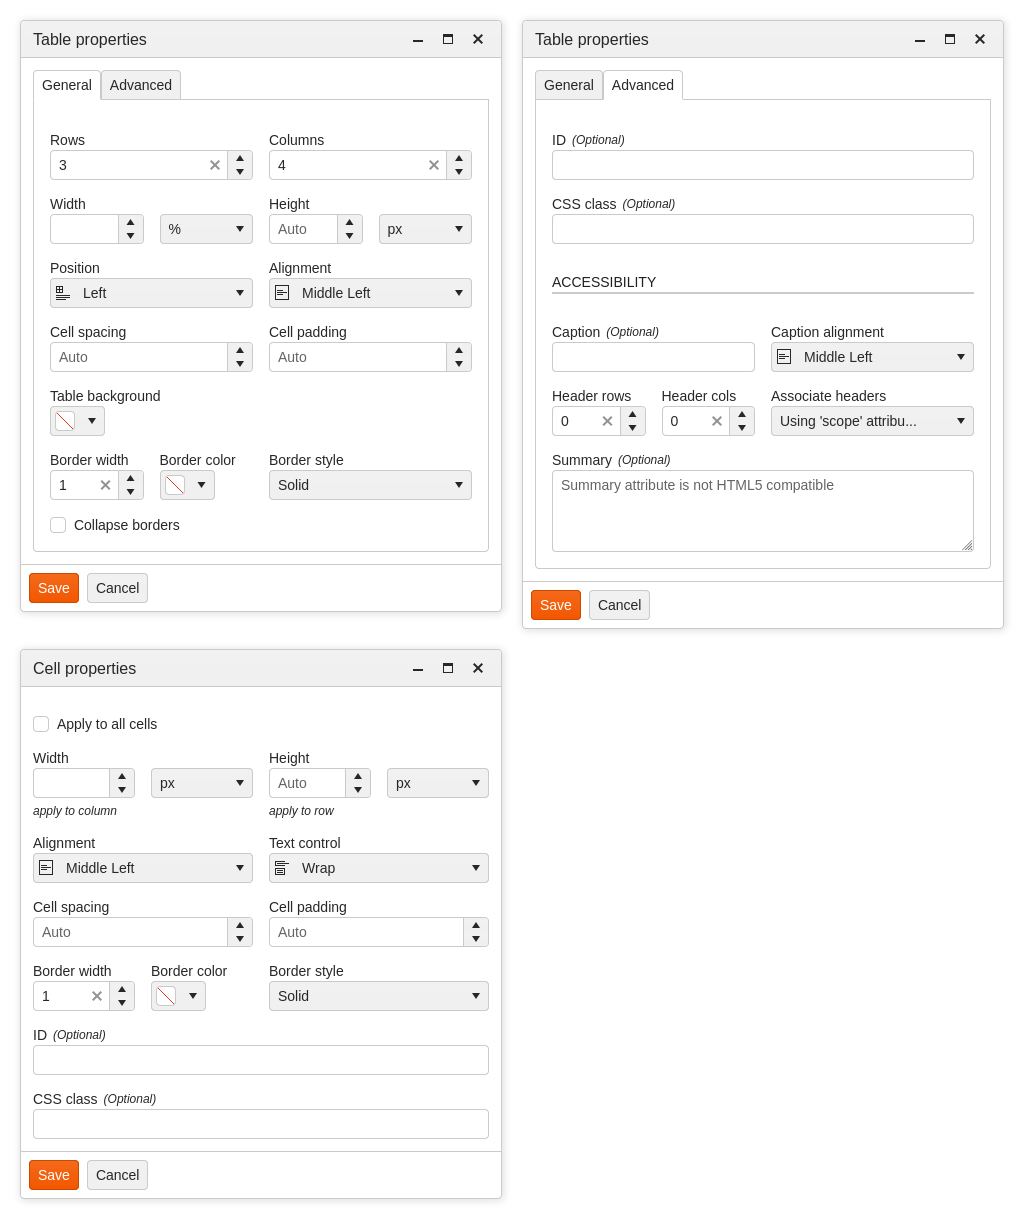 Table properties
General Advanced
Rows Columns
3 4
Width Height
% Auto px
Position Alignment
Left Middle Left
Cell spacing Cell padding
Auto Auto
Table background
Border width Border color Border style
1 Solid
Collapse borders
Save Cancel
Table properties
General Advanced
ID (Optional)
CSS class (Optional)
ACCESSIBILITY
Caption (Optional) Caption alignment
Middle Left
Header rows Header cols Associate headers
0 0 Using 'scope' attribu...
Summary (Optional)
Summary attribute is not HTML5 compatible
Save Cancel
Cell properties
Apply to all cells
Width Height
px Auto px
apply to column apply to row
Alignment Text control
Middle Left Wrap
Cell spacing Cell padding
Auto Auto
Border width Border color Border style
1 Solid
ID (Optional)
CSS class (Optional)
Save Cancel